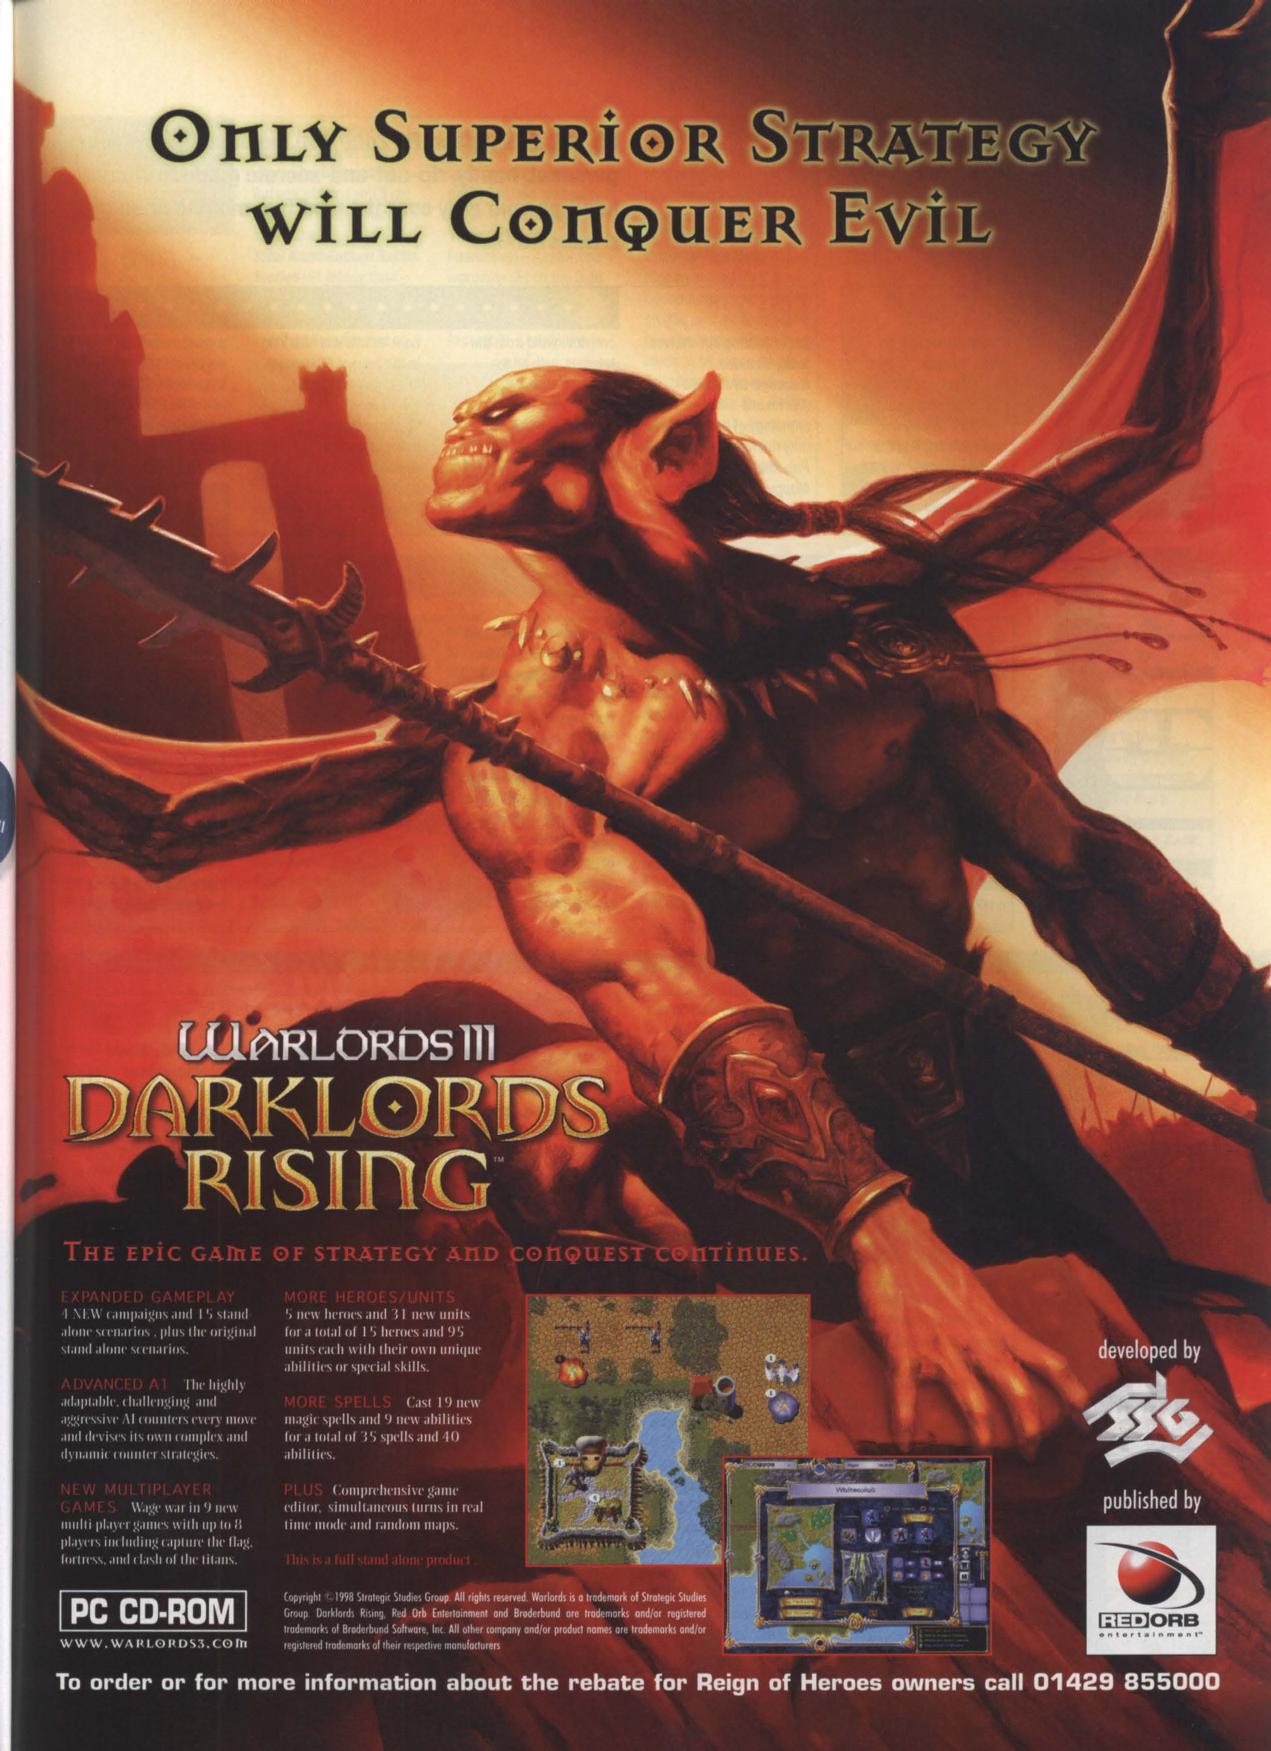 Only Superior Strategy
will Conquer Evil
WARLORDS III
DARKLORDS
RISING™
The epic game of strategy and conquest continues.
EXPANDED GAMEPLAY
4 NEW campaigns and 15 stand
alone scenarios , plus the original
stand alone scenarios.
ADVANCED A1 The highly
adaptable, challenging and
aggressive AI counters every move
and devises its own complex and
dynamic counter strategies.
NEW MULTIPLAYER
GAMES Wage war in 9 new
multi player games with up to 8
players including capture the flag,
fortress, and clash of the titans.
MORE HEROES/UNITS
5 new heroes and 31 new units
for a total of 15 heroes and 95
units each with their own unique
abilities or special skills.
MORE SPELLS Cast 19 new
magic spells and 9 new abilities
for a total of 35 spells and 40
abilities.
PLUS Comprehensive game
editor, simultaneous turns in real
time mode and random maps.
This is a full stand alone product .
developed by
SSG
published by
RED ORB
entertainment™
PC CD-ROM
WWW.WARLORDS3.COM
Copyright ©1998 Strategic Studies Group. All rights reserved. Warlords is a trademark of Strategic Studies
Group. Darklords Rising, Red Orb Entertainment and Brøderbund are trademarks and/or registered
trademarks of Brøderbund Software, Inc. All other company and/or product names are trademarks and/or
registered trademarks of their respective manufacturers
To order or for more information about the rebate for Reign of Heroes owners call 01429 855000